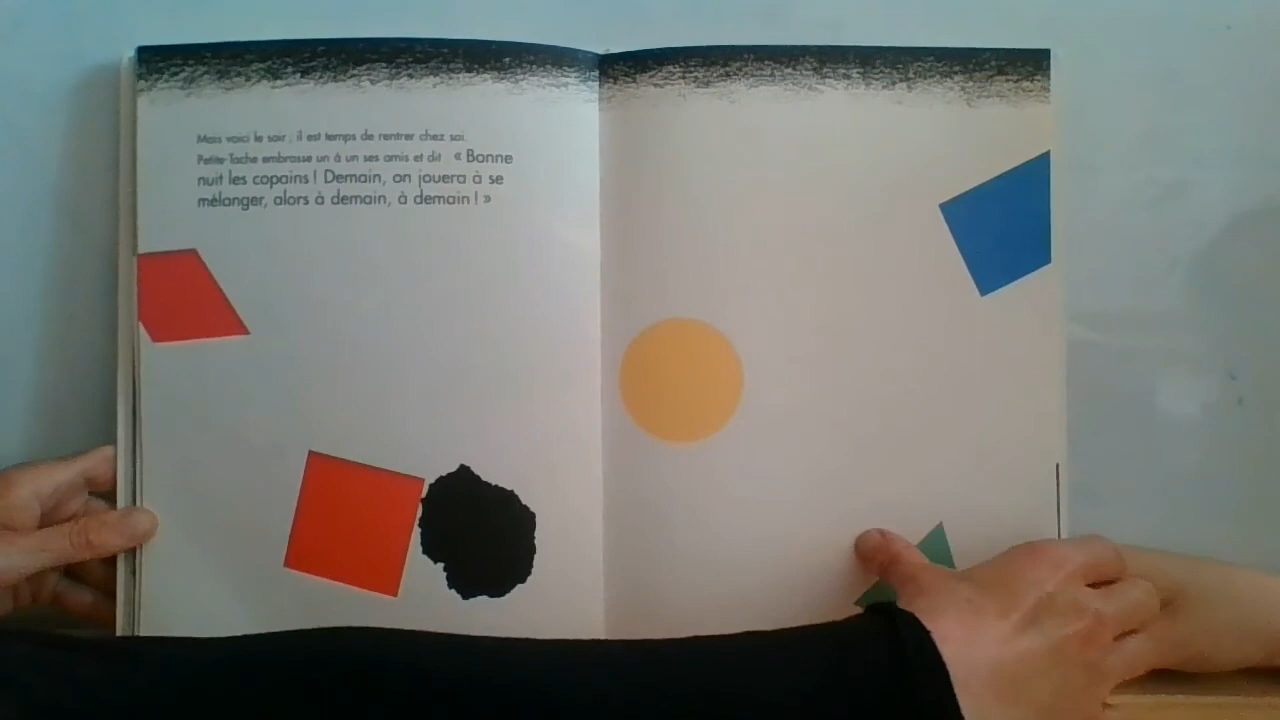 Mais voici le soir ; il est temps de rentrer chez soi.
Petite-Tache embrasse un à un ses amis et dit : « Bonne
nuit les copains ! Demain, on jouera à se
mélanger, alors à demain, à demain ! »